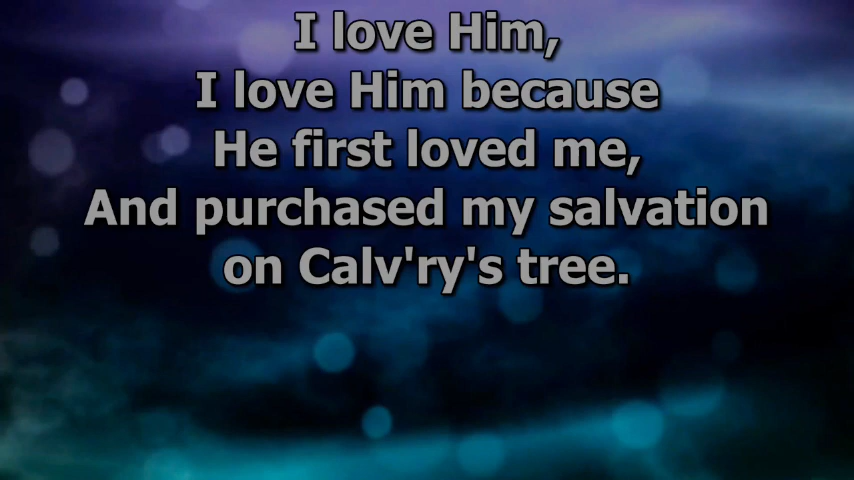 I love Him,
I love Him because
He first loved me,
And purchased my salvation
on Calv'ry's tree.